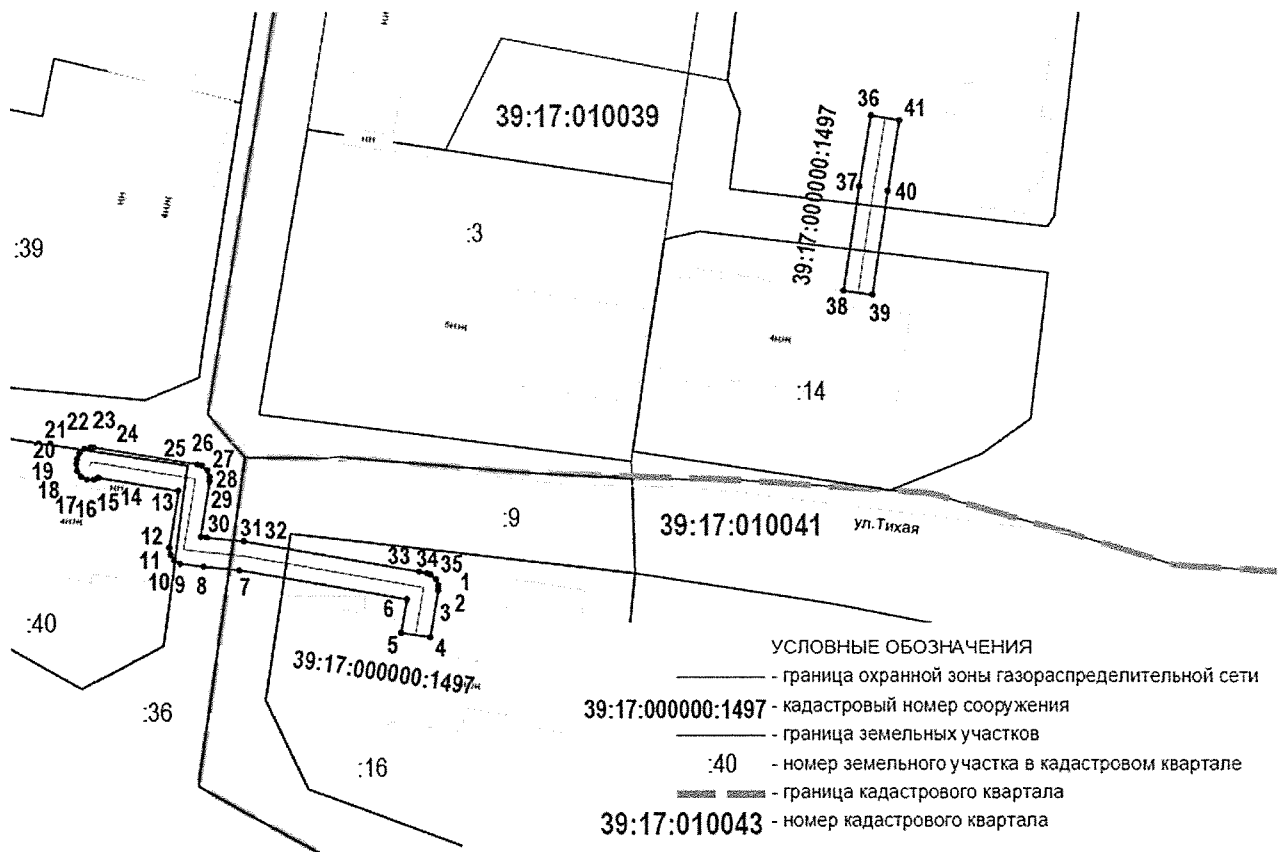 39:17:010039
39:17:000000:1497
36
41
37
40
38
39
:39
:3
:14
нн
4нж
5нж
4нж
21 22 23
24
25 26
27
28
29
20
19
18
17 16 15 14
13
4нж
12
11
10 9 8 7
30
31 32
33 34 35
1
2
3
4
5
6
:9
39:17:010041
ул.Тихая
:40
:36
:16
39:17:000000:1497
УСЛОВНЫЕ ОБОЗНАЧЕНИЯ
- граница охранной зоны газораспределительной сети
39:17:000000:1497 - кадастровый номер сооружения
- граница земельных участков
:40 - номер земельного участка в кадастровом квартале
- граница кадастрового квартала
39:17:010043 - номер кадастрового квартала